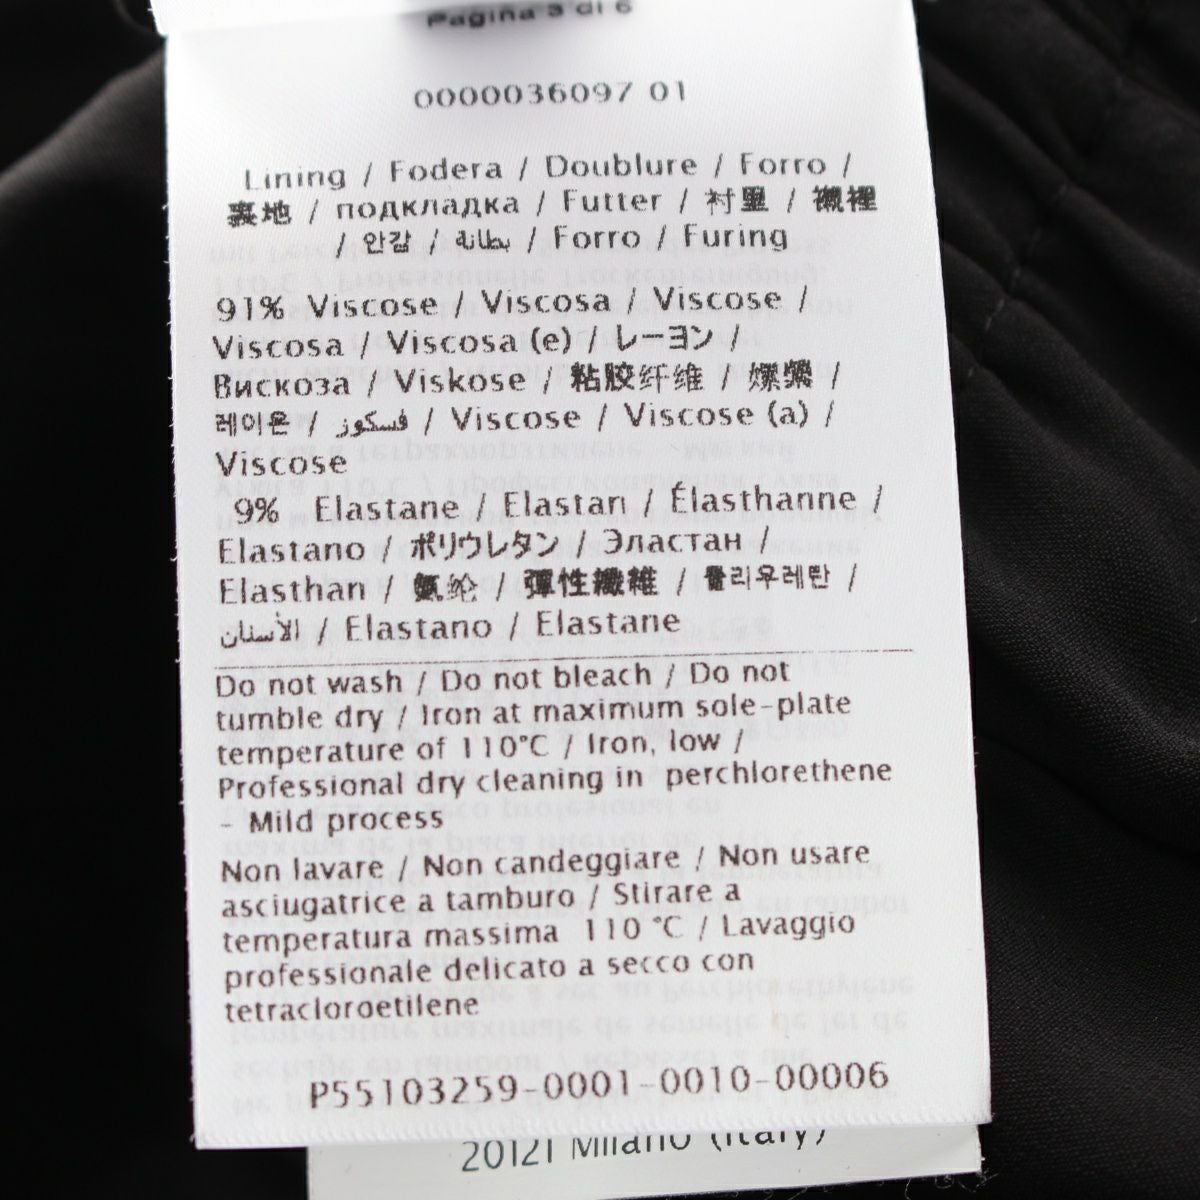 Pagina 3 di 6
0000036097 01
Lining / Fodera / Doublure / Forro /
裏地 / подкладка / Futter / 衬里 / 襯裡
/ 안감 / بطانة / Forro / Furing
91% Viscose / Viscosa / Viscose /
Viscosa / Viscosa (e) / レーヨン /
Вискоза / Viskose / 粘胶纤维 / 嫘縈 /
레이온 / فسكوز / Viscose / Viscose (a) /
Viscose
9% Elastane / Elastan / Élasthanne /
Elastano / ポリウレタン / Эластан /
Elasthan / 氨纶 / 彈性纖維 / 폴리우레탄 /
الأستان / Elastano / Elastane
Do not wash / Do not bleach / Do not
tumble dry / Iron at maximum sole-plate
temperature of 110°C / Iron, low /
Professional dry cleaning in perchlorethene
- Mild process
Non lavare / Non candeggiare / Non usare
asciugatrice a tamburo / Stirare a
temperatura massima 110 °C / Lavaggio
professionale delicato a secco con
tetracloroetilene
P55103259-0001-0010-00006
20121 Milano (Italy)